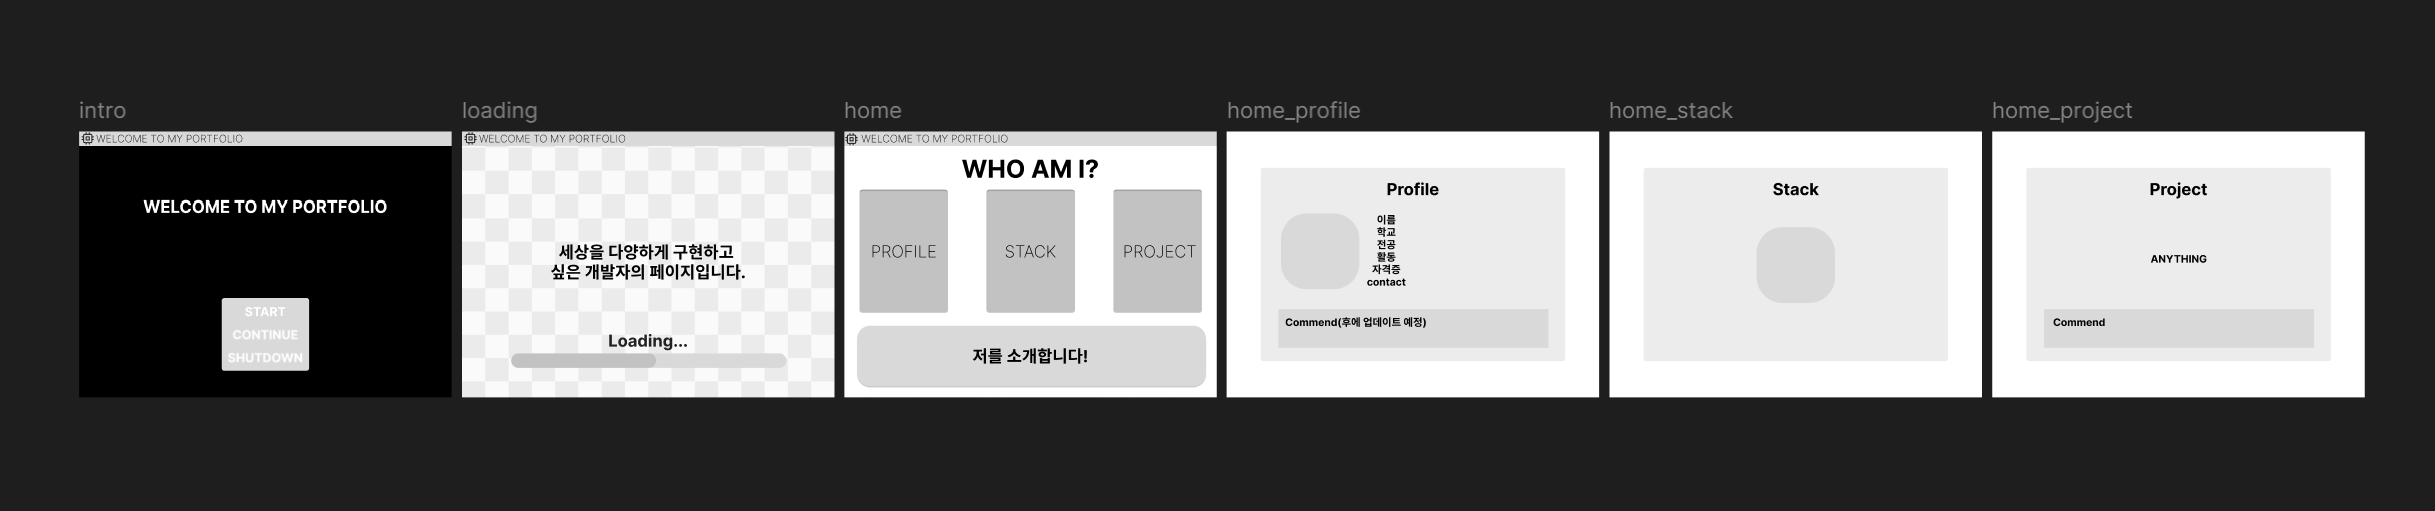 intro
WELCOME TO MY PORTFOLIO
WELCOME TO MY PORTFOLIO
START
CONTINUE
SHUTDOWN
loading
WELCOME TO MY PORTFOLIO
세상을 다양하게 구현하고
싶은 개발자의 페이지입니다.
Loading...
home
WELCOME TO MY PORTFOLIO
WHO AM I?
PROFILE
STACK
PROJECT
저를 소개합니다!
home_profile
Profile
이름
학교
전공
활동
자격증
contact
Commend(후에 업데이트 예정)
home_stack
Stack
home_project
Project
ANYTHING
Commend